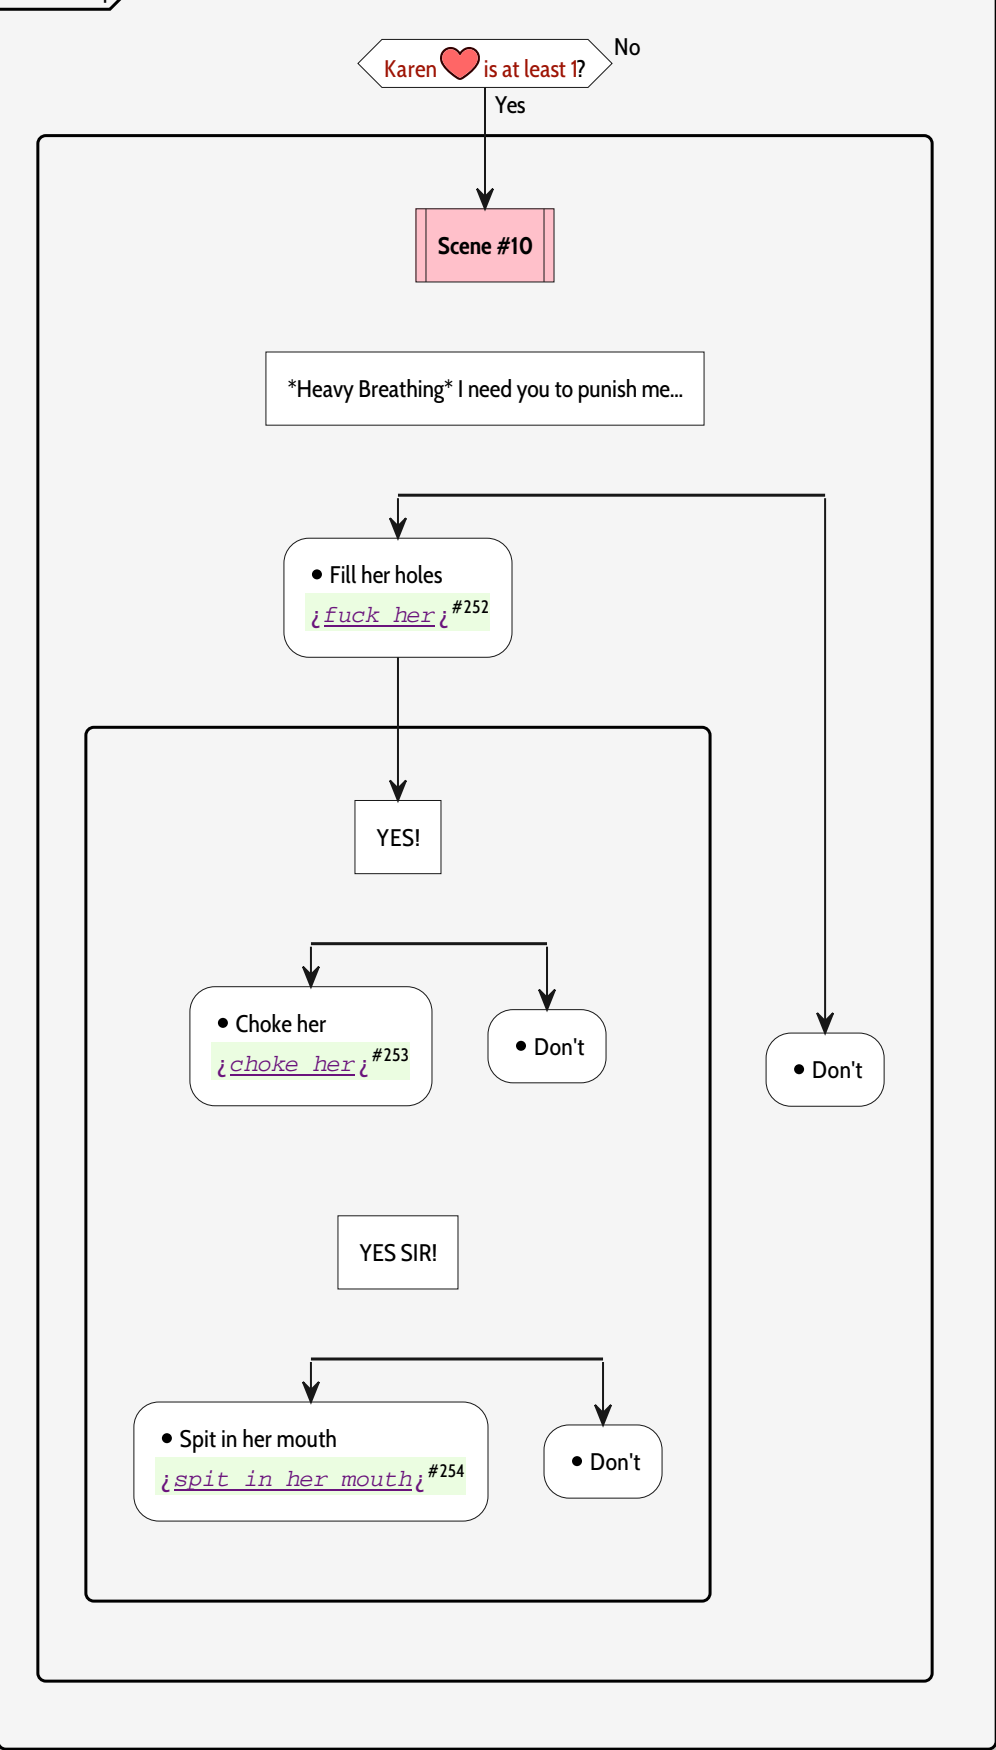 Karen is at least 1?
No
Yes
Scene #10
*Heavy Breathing* I need you to punish me...
• Fill her holes
¿fuck her¿#252
YES!
• Choke her
¿choke her¿#253
• Don't
• Don't
YES SIR!
• Spit in her mouth
¿spit in her mouth¿#254
• Don't